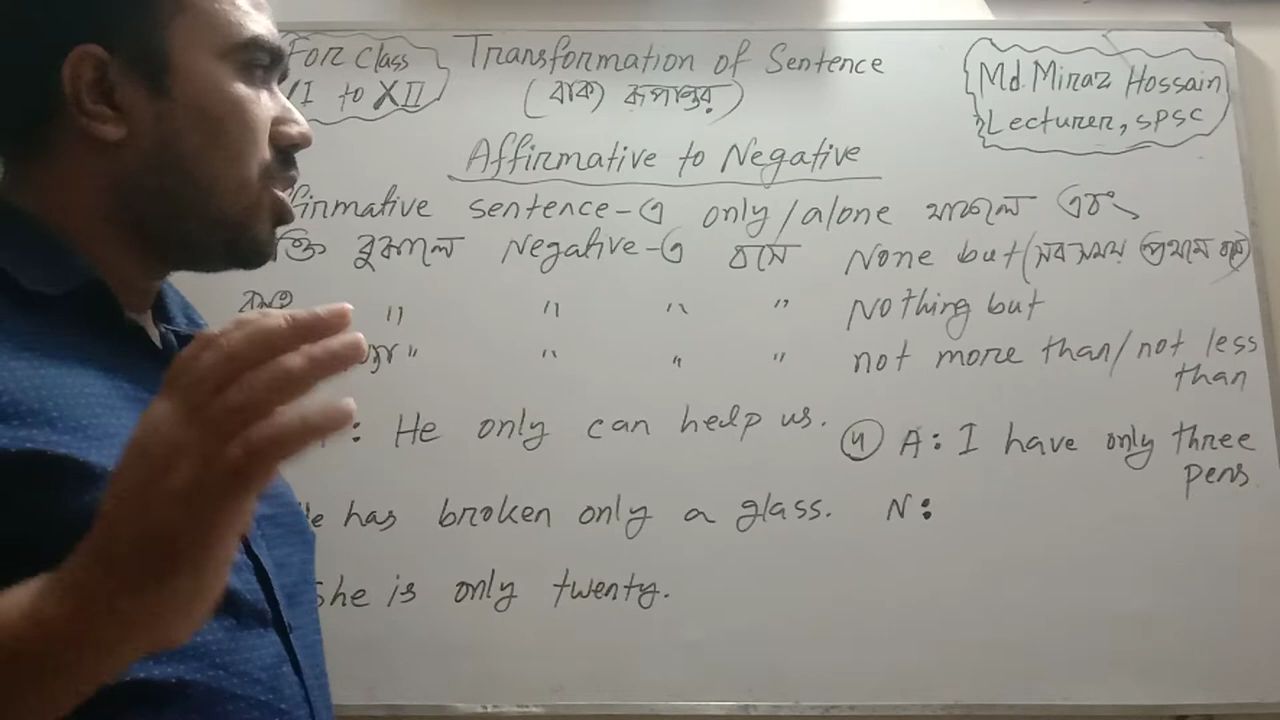 For Class
VI to XII
Transformation of Sentence
(বাক্য রূপান্তর)
Md. Miraz Hossain
Lecturer, SPSC
Affirmative to Negative
firmative sentence-এ only/alone থাকলে এবং
ক্তি বুঝালে Negative-এ বসে None but (সব সময় প্রথমে বসে)
বস্তু " " " " Nothing but
" " " " not more than/not less than
: He only can help us.
4 A: I have only three pens
He has broken only a glass.
N:
She is only twenty.